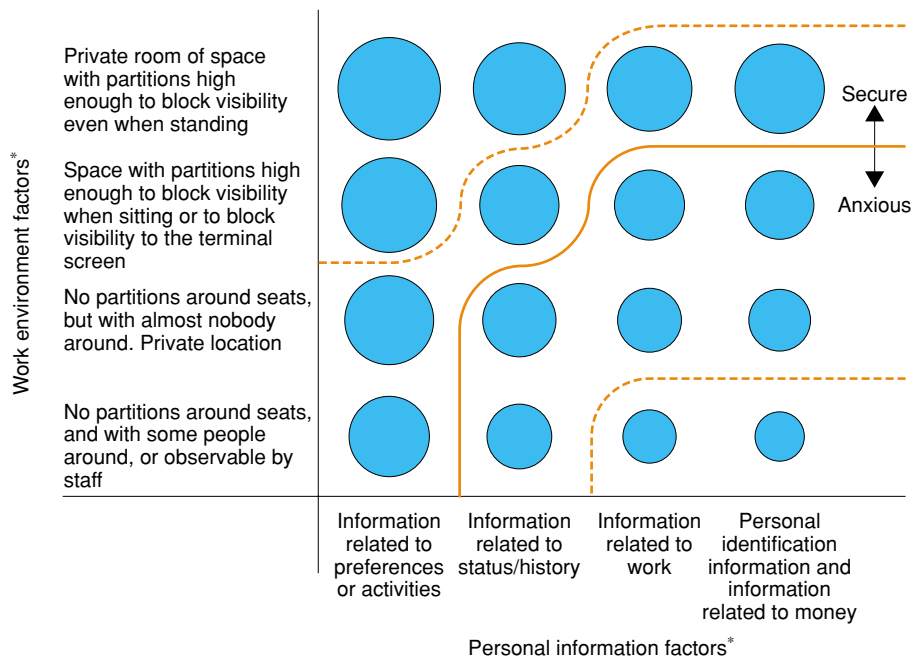 Private room of space
with partitions high
enough to block visibility
even when standing
Secure
Anxious
Space with partitions high
enough to block visibility
when sitting or to block
visibility to the terminal
screen
No partitions around seats,
but with almost nobody
around. Private location
No partitions around seats,
and with some people
around, or observable by
staff
Work environment factors*
Information
related to
preferences
or activities
Information
related to
status/history
Information
related to
work
Personal
identification
information and
information
related to money
Personal information factors*